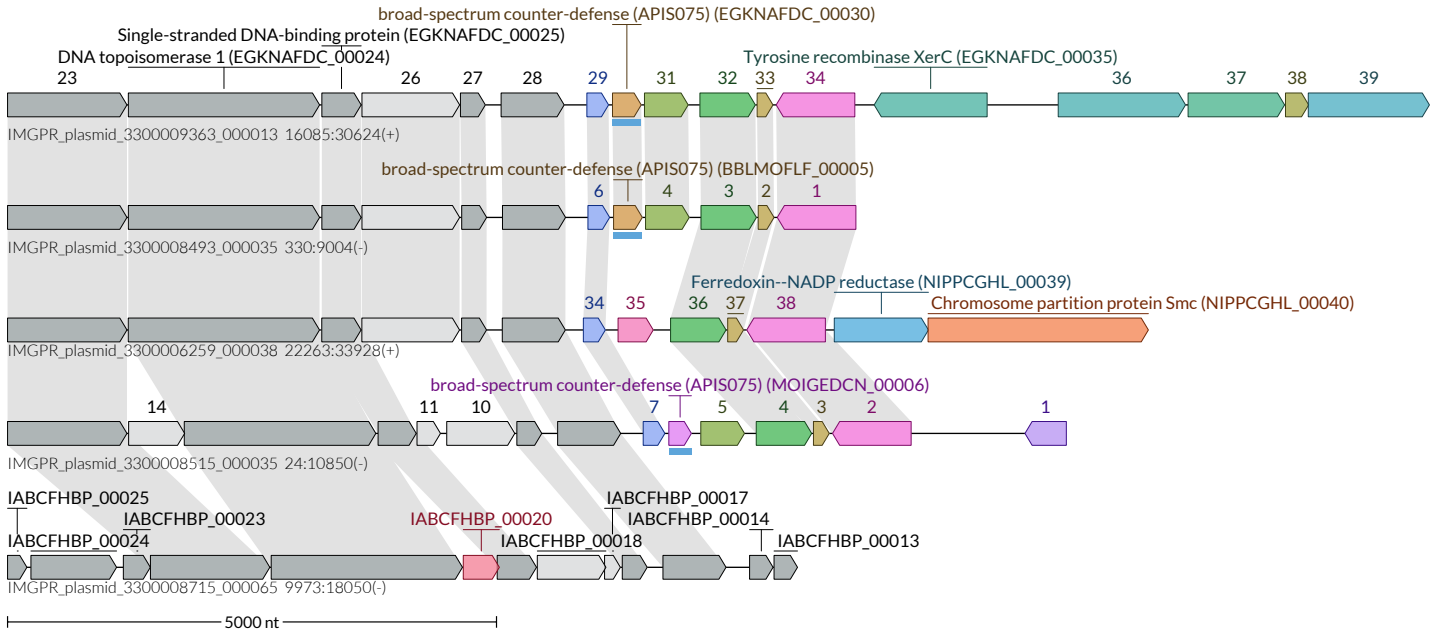 broad-spectrum counter-defense (APIS075) (EGKNAFDC_00030)
Single-stranded DNA-binding protein (EGKNAFDC_00025)
DNA topoisomerase 1 (EGKNAFDC_00024)
Tyrosine recombinase XerC (EGKNAFDC_00035)
23 26 27 28 29 31 32 33 34 36 37 38 39
IMGPR_plasmid_3300009363_000013 16085:30624(+)
broad-spectrum counter-defense (APIS075) (BBLMOFLF_00005)
6 4 3 2 1
IMGPR_plasmid_3300008493_000035 330:9004(-)
Ferredoxin--NADP reductase (NIPPCGHL_00039)
34 35 36 37 38 Chromosome partition protein Smc (NIPPCGHL_00040)
IMGPR_plasmid_3300006259_000038 22263:33928(+)
broad-spectrum counter-defense (APIS075) (MOIGEDCN_00006)
14 11 10 7 5 4 3 2 1
IMGPR_plasmid_3300008515_000035 24:10850(-)
IABCFHBP_00025 IABCFHBP_00017
IABCFHBP_00023 IABCFHBP_00020 IABCFHBP_00014
IABCFHBP_00024 IABCFHBP_00018 IABCFHBP_00013
IMGPR_plasmid_3300008715_000065 9973:18050(-)
5000 nt